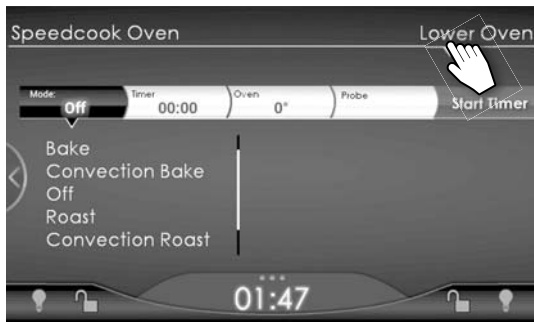 Speedcook Oven Lower Oven
Mode: Timer Oven Probe
Off 00:00 0° Start Timer
Bake
Convection Bake
Off
Roast
Convection Roast
01:47